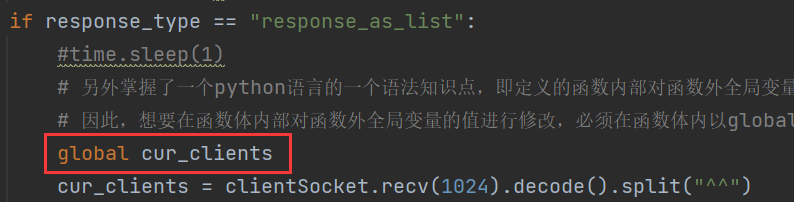 if response_type == "response_as_list":
#time.sleep(1)
# 另外掌握了一个python语言的一个语法知识点，即定义的函数内部对函数外全局变量
# 因此，想要在函数体内部对函数外全局变量的值进行修改，必须在函数体内以global
global cur_clients
cur_clients = clientSocket.recv(1024).decode().split("^^")